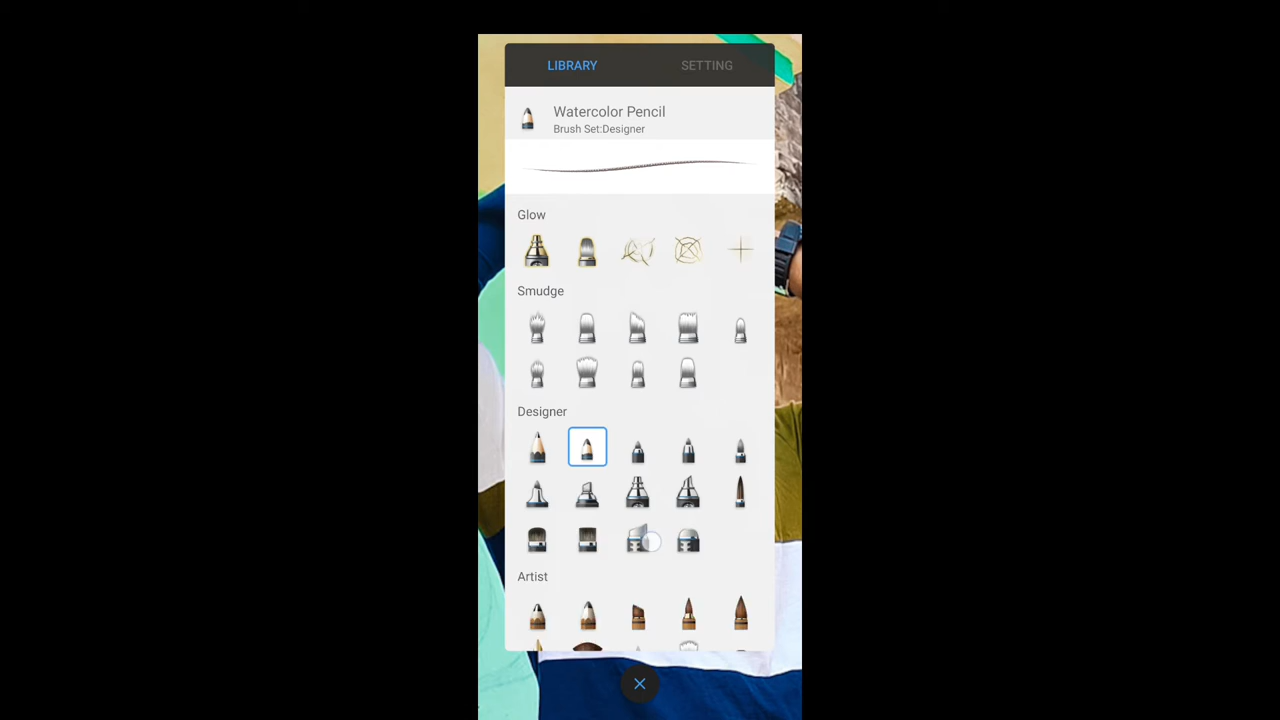 LIBRARY
SETTING
Watercolor Pencil
Brush Set:Designer
Glow
Smudge
Designer
Artist